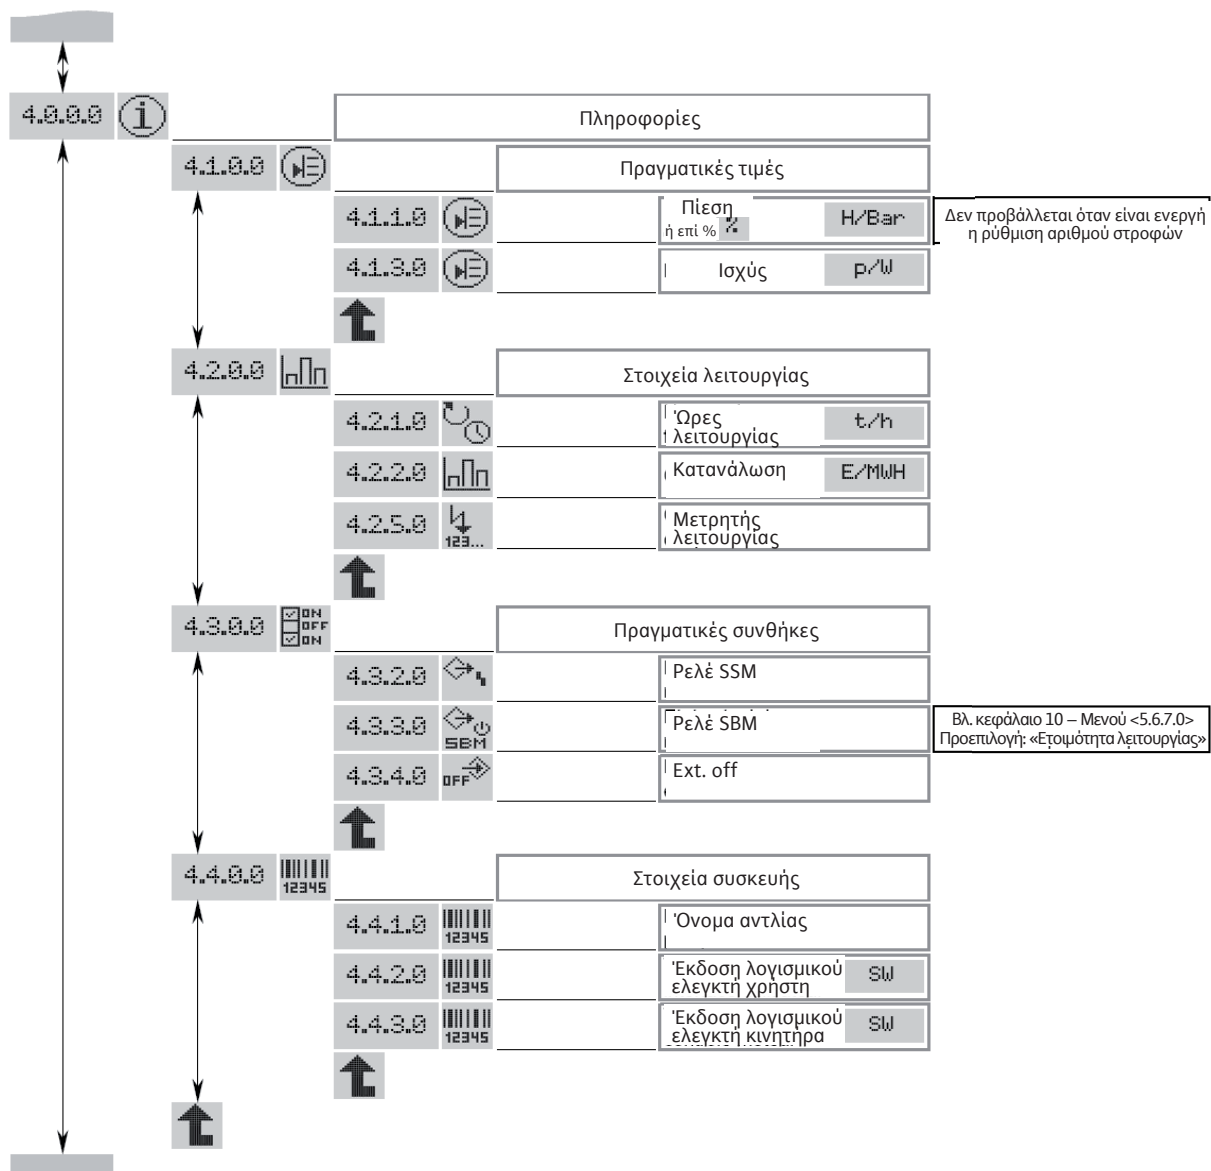 4.0.0.0 i Πληροφορίες
4.1.0.0 Πραγματικές τιμές
4.1.1.0 Πίεση H/Bar
ή επί % %
Δεν προβάλλεται όταν είναι ενεργή
η ρύθμιση αριθμού στροφών
4.1.3.0 Ισχύς p/W
4.2.0.0 Στοιχεία λειτουργίας
4.2.1.0 Ώρες
λειτουργίας t/h
4.2.2.0 Κατανάλωση E/MWH
4.2.5.0 123... Μετρητής
λειτουργίας
4.3.0.0 ON
OFF
ON
Πραγματικές συνθήκες
4.3.2.0 Ρελέ SSM
4.3.3.0 SBM Ρελέ SBM
Βλ. κεφάλαιο 10 – Μενού <5.6.7.0>
Προεπιλογή: «Ετοιμότητα λειτουργίας»
4.3.4.0 OFF Ext. off
4.4.0.0 12345 Στοιχεία συσκευής
4.4.1.0 12345 Όνομα αντλίας
4.4.2.0 12345 Έκδοση λογισμικού
ελεγκτή χρήστη SW
4.4.3.0 12345 Έκδοση λογισμικού
ελεγκτή κινητήρα SW